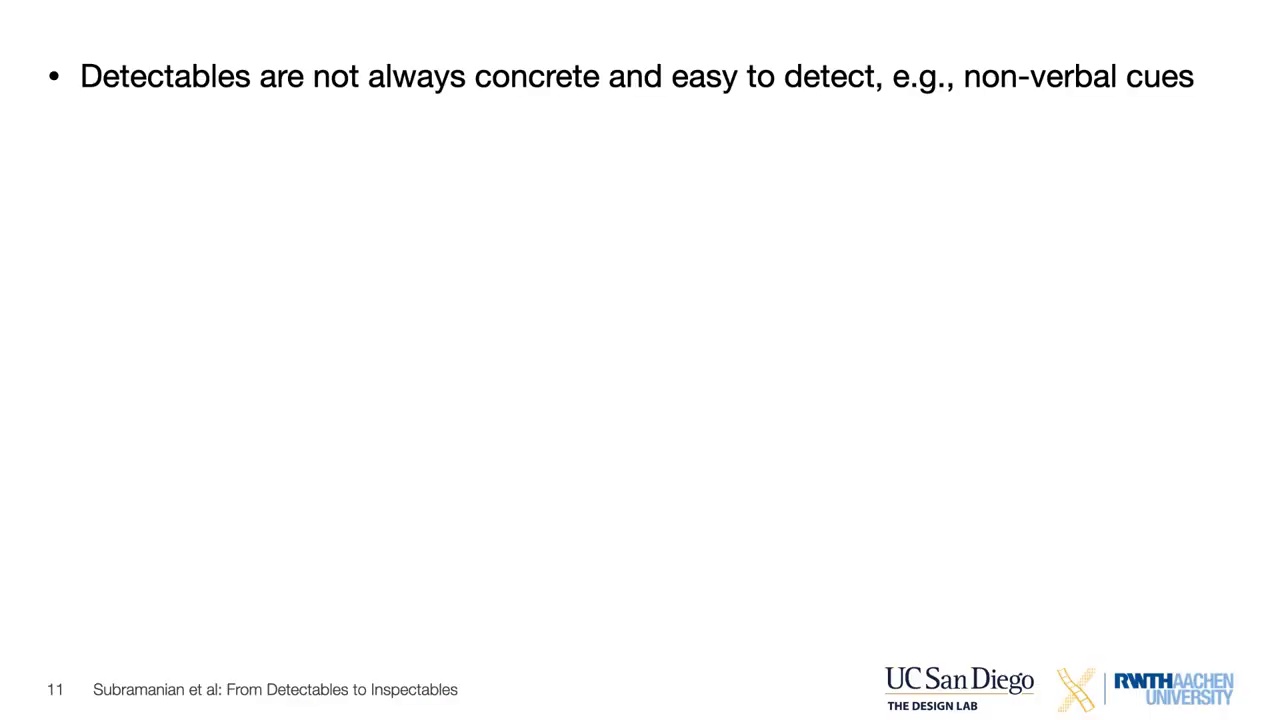 • Detectables are not always concrete and easy to detect, e.g., non-verbal cues
11 Subramanian et al: From Detectables to Inspectables
UC San Diego
THE DESIGN LAB
RWTH AACHEN
UNIVERSITY